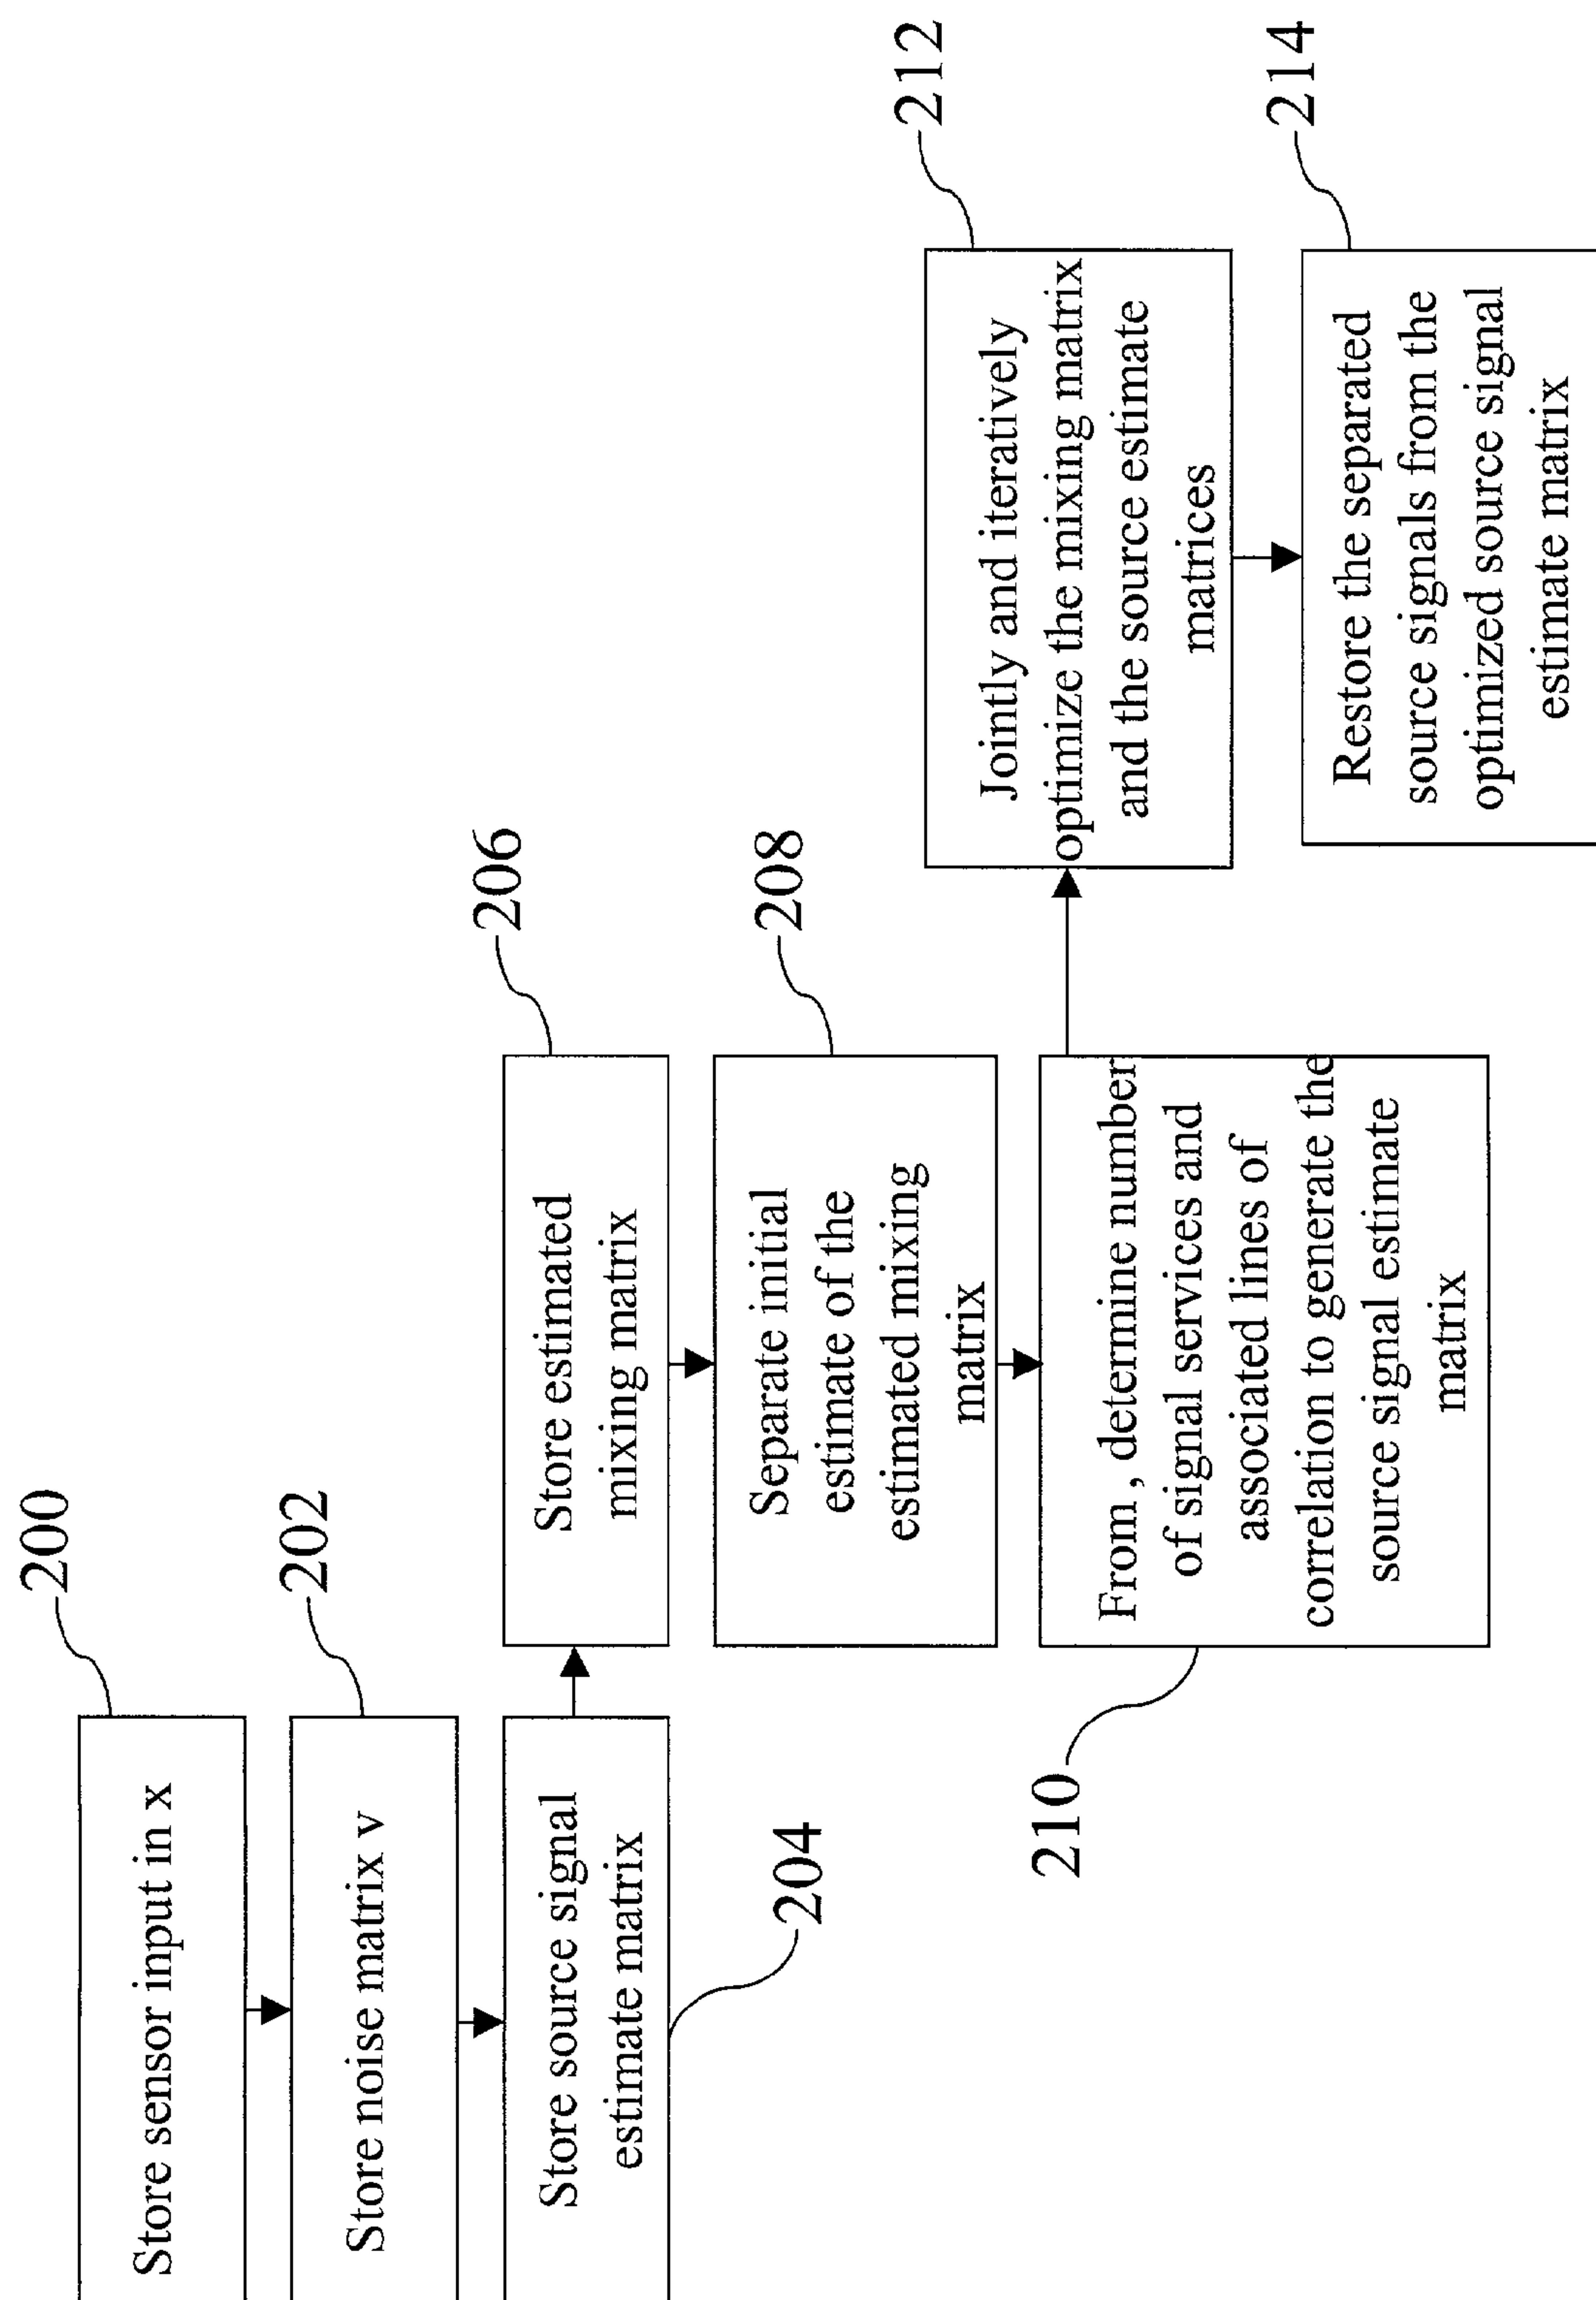 200
Store sensor input in x
202
Store noise matrix v
Store source signal
estimate matrix
204
206
Store estimated
mixing matrix
208
Separate initial
estimate of the
estimated mixing
matrix
210
From , determine number
of signal services and
associated lines of
correlation to generate the
source signal estimate
matrix
212
Jointly and iteratively
optimize the mixing matrix
and the source estimate
matrices
214
Restore the separated
source signals from the
optimized source signal
estimate matrix